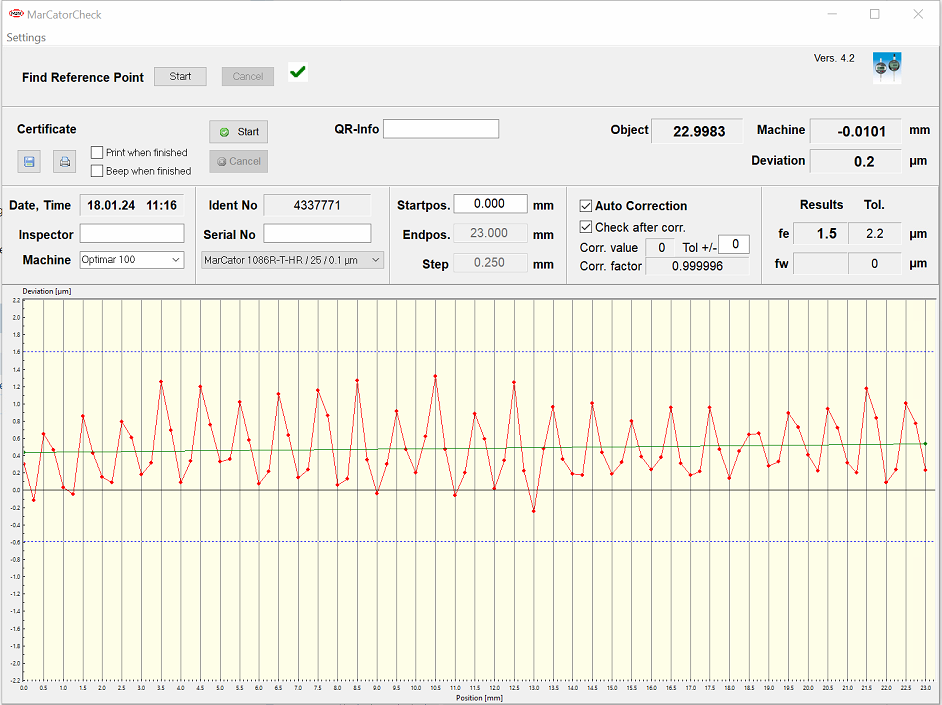 MarCatorCheck
Settings
Find Reference Point Start Cancel Vers. 4.2
Certificate Start QR-Info Object 22.9983 Machine -0.0101 mm
Print when finished
Beep when finished Cancel Deviation 0.2 µm
Date, Time 18.01.24 11:16 Ident No 4337771 Startpos. 0.000 mm Auto Correction Results Tol.
Inspector Serial No Endpos. 23.000 mm Check after corr. fe 1.5 2.2 µm
Corr. value 0 Tol +/- 0
Machine Optimar 100 MarCator 1086R-T-HR / 25 / 0.1 µm Step 0.250 mm Corr. factor 0.999996 fw 0 µm
Deviation [µm]
2.2
2.0
1.8
1.6
1.4
1.2
1.0
0.8
0.6
0.4
0.2
0.0
-0.2
-0.4
-0.6
-0.8
-1.0
-1.2
-1.4
-1.6
-1.8
-2.0
-2.2
0.0 0.5 1.0 1.5 2.0 2.5 3.0 3.5 4.0 4.5 5.0 5.5 6.0 6.5 7.0 7.5 8.0 8.5 9.0 9.5 10.0 10.5 11.0 11.5 12.0 12.5 13.0 13.5 14.0 14.5 15.0 15.5 16.0 16.5 17.0 17.5 18.0 18.5 19.0 19.5 20.0 20.5 21.0 21.5 22.0 22.5 23.0
Position [mm]